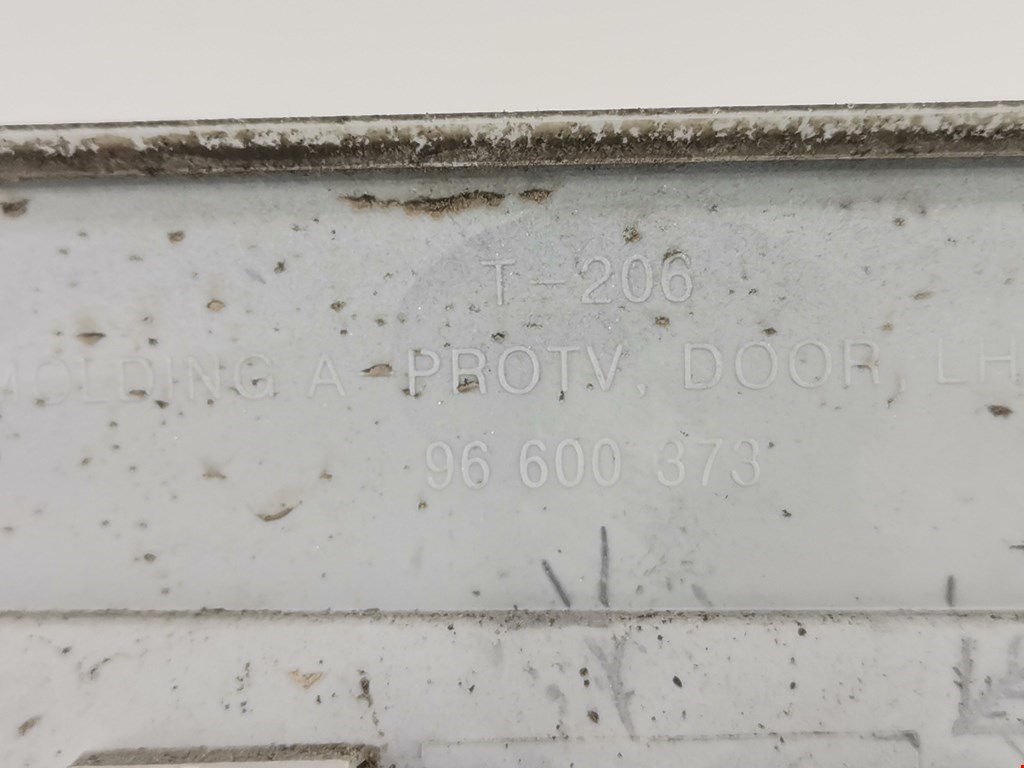 T-206
MOLDING A PROTV, DOOR, LH
96 600 373